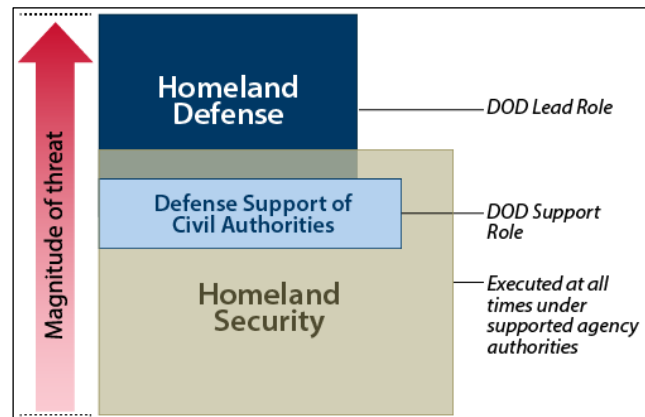 Magnitude of threat
Homeland
Defense
DOD Lead Role
Defense Support of
Civil Authorities
DOD Support
Role
Homeland
Security
Executed at all
times under
supported agency
authorities